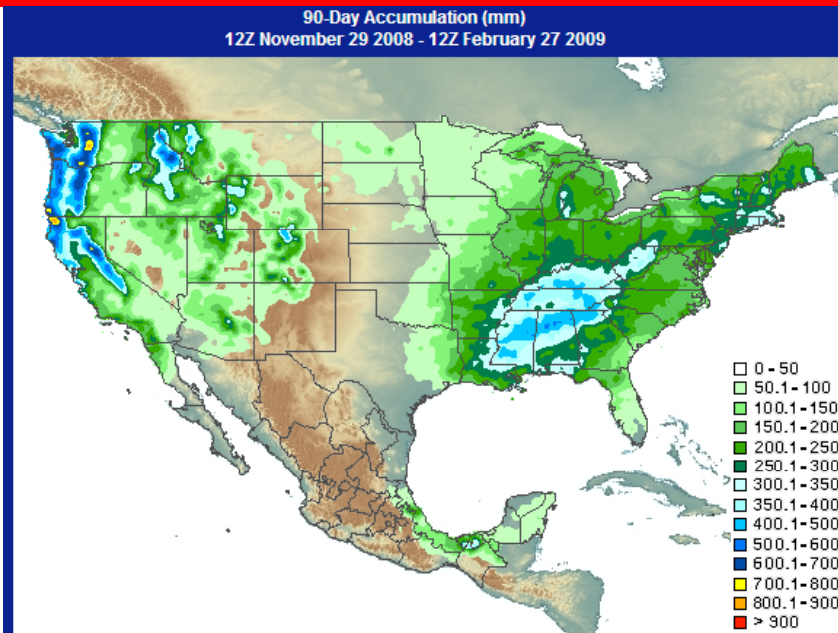 90-Day Accumulation (mm)
12Z November 29 2008 - 12Z February 27 2009
0 - 50
50.1 - 100
100.1 - 150
150.1 - 200
200.1 - 250
250.1 - 300
300.1 - 350
350.1 - 400
400.1 - 500
500.1 - 600
600.1 - 700
700.1 - 800
800.1 - 900
> 900